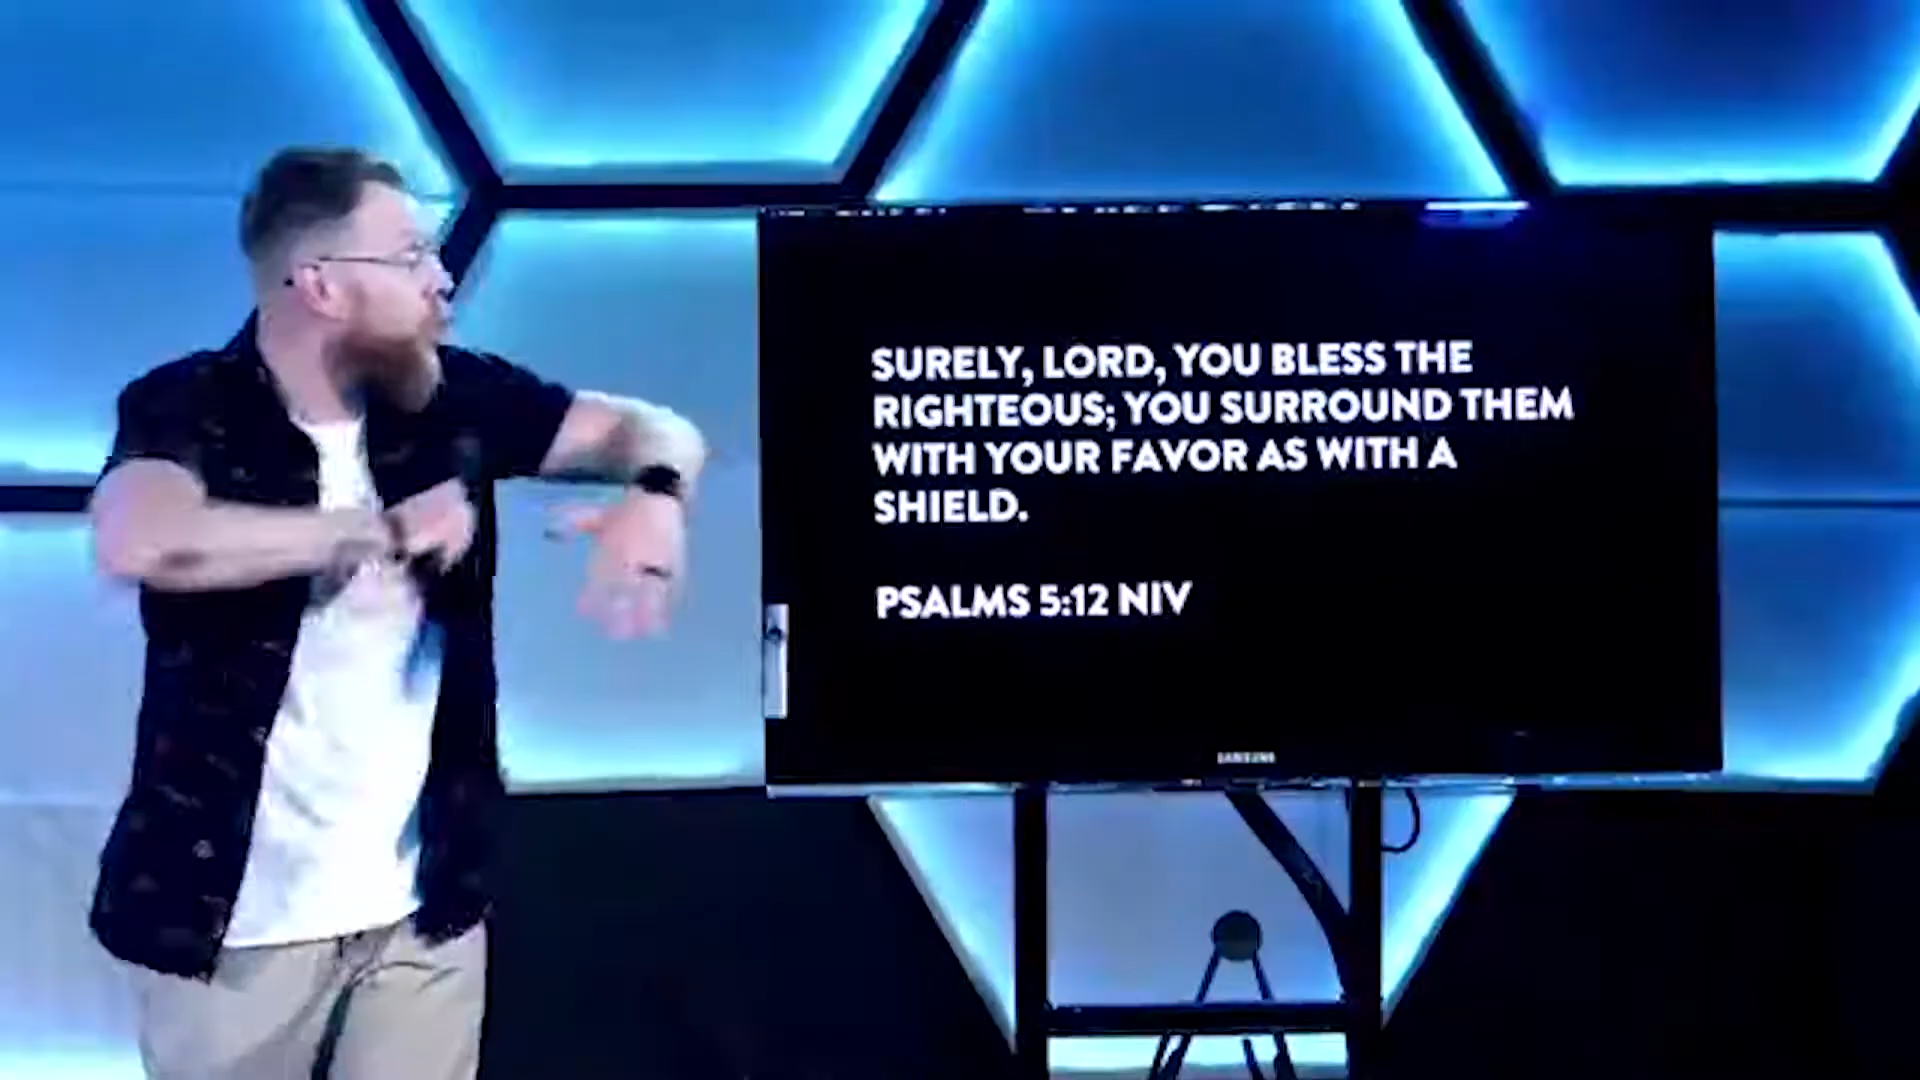 SURELY, LORD, YOU BLESS THE
RIGHTEOUS; YOU SURROUND THEM
WITH YOUR FAVOR AS WITH A
SHIELD.
PSALMS 5:12 NIV
SAMSUNG